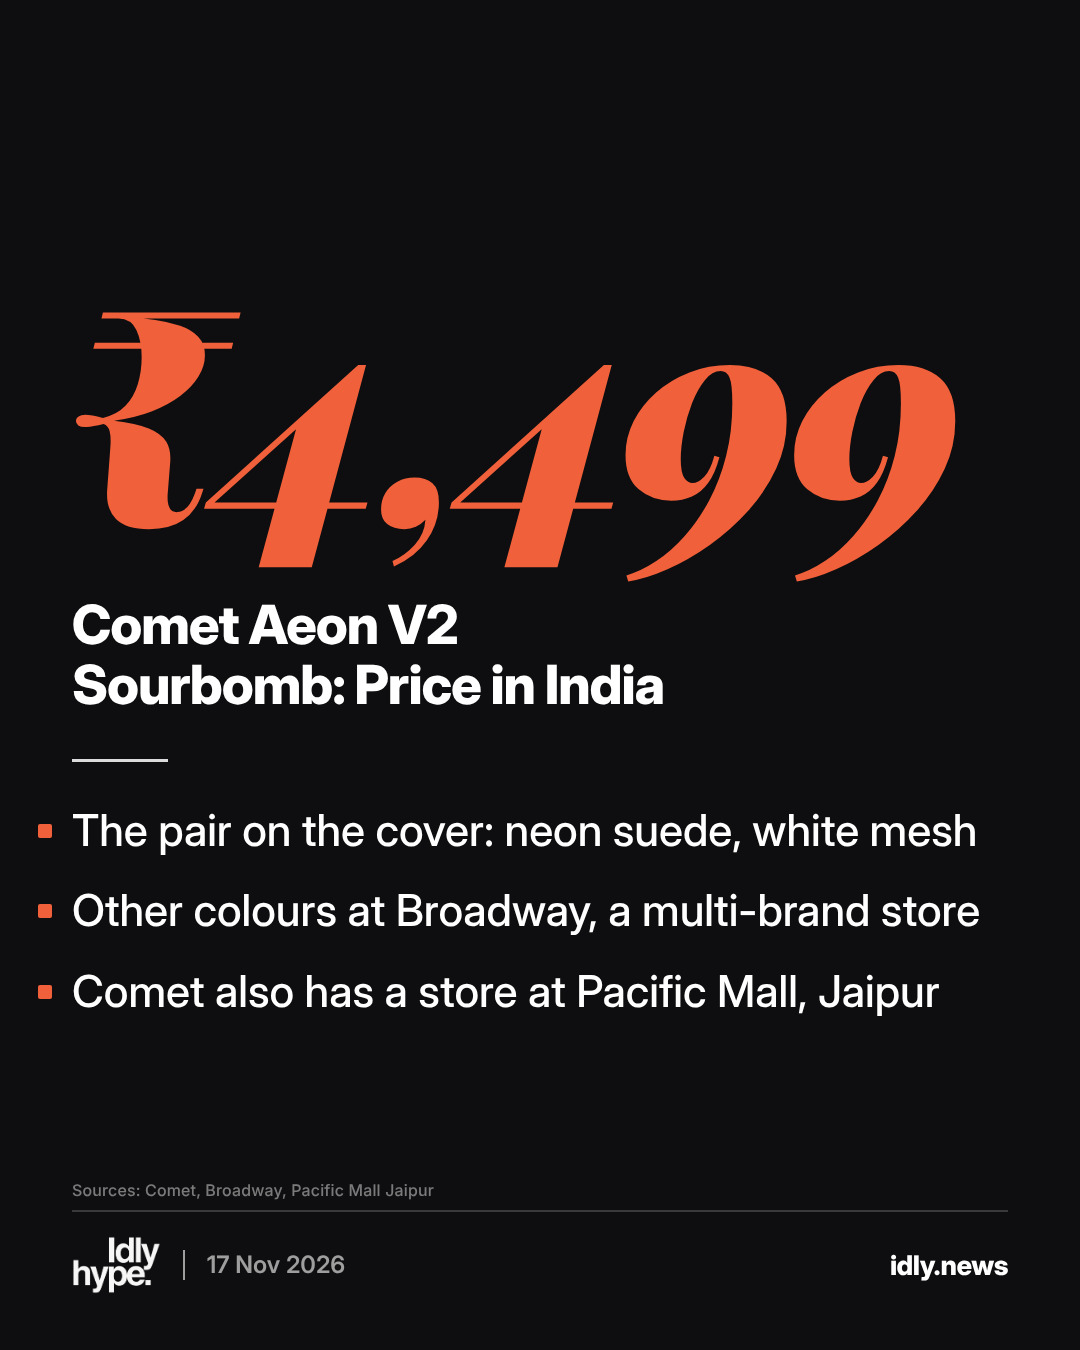 ₹4,499
Comet Aeon V2
Sourbomb: Price in India
The pair on the cover: neon suede, white mesh
Other colours at Broadway, a multi-brand store
Comet also has a store at Pacific Mall, Jaipur
Sources: Comet, Broadway, Pacific Mall Jaipur
Idly
hype.
17 Nov 2026
idly.news